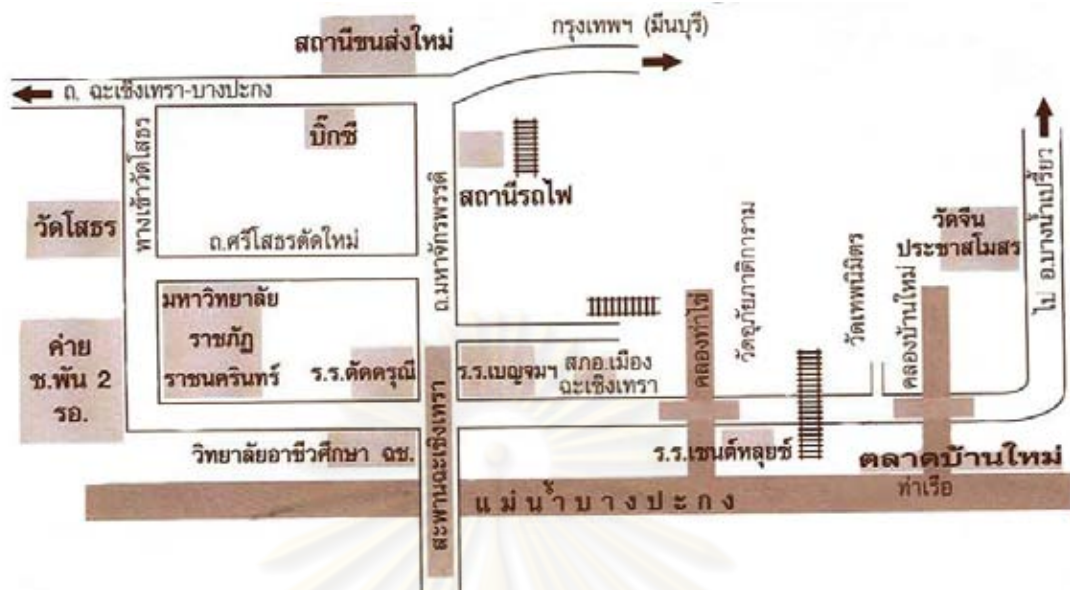 กรุงเทพฯ (มีนบุรี)
สถานีขนส่งใหม่
ถ. ฉะเชิงเทรา-บางปะกง
บิ๊กซี
สถานีรถไฟ
ทางเข้าวัดโสธร
วัดโสธร
ถ.ศรีโสธรตัดใหม่
ถ.มหาจักรพรรดิ
วัดจีน
ประชาสโมสร
ไป อ.บางน้ำเปรี้ยว
มหาวิทยาลัย
ราชภัฏ
ราชนครินทร์
ค่าย
ช.พัน 2
รอ.
ร.ร.ดัดดรุณี
ร.ร.เบญจมฯ
สภอ.เมือง
ฉะเชิงเทรา
คลองท่าไข่
วัดอุภัยภาติการาม
วัดเทพนิมิตร
คลองบ้านใหม่
วิทยาลัยอาชีวศึกษา ฉช.
สะพานฉะเชิงเทรา
ร.ร.เซนต์หลุยซ์
ตลาดบ้านใหม่
ท่าเรือ
แม่น้ำบางปะกง